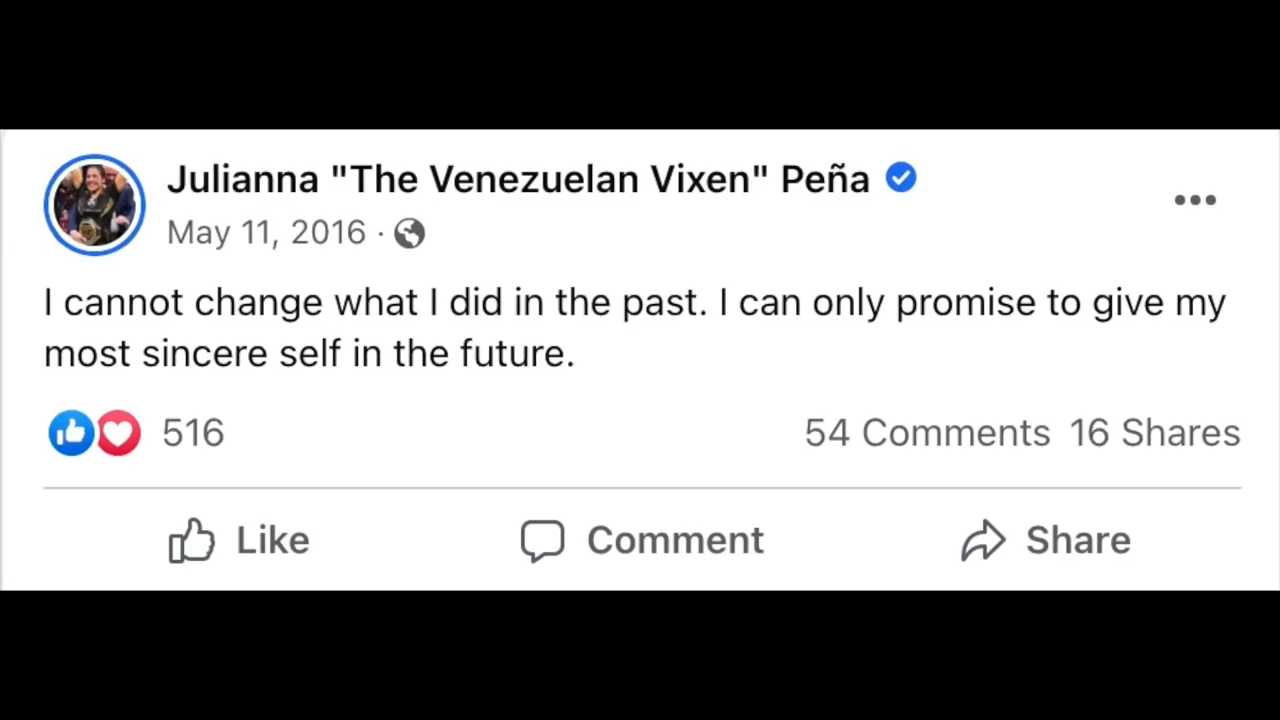 Julianna "The Venezuelan Vixen" Peña
May 11, 2016 ·
I cannot change what I did in the past. I can only promise to give my
most sincere self in the future.
516
54 Comments 16 Shares
Like
Comment
Share